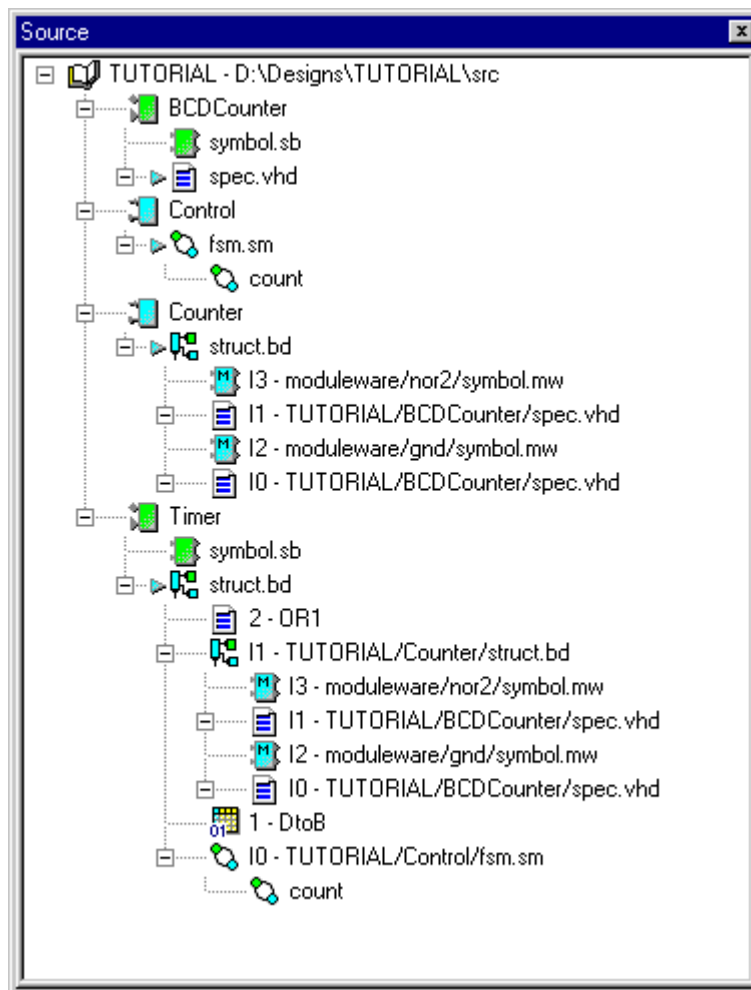 Source
TUTORIAL - D:\Designs\TUTORIAL\src
BCDCounter
symbol.sb
spec.vhd
Control
fsm.sm
count
Counter
struct.bd
M I3 - moduleware/nor2/symbol.mw
I1 - TUTORIAL/BCDCounter/spec.vhd
M I2 - moduleware/gnd/symbol.mw
I0 - TUTORIAL/BCDCounter/spec.vhd
Timer
symbol.sb
struct.bd
2 - OR1
I1 - TUTORIAL/Counter/struct.bd
M I3 - moduleware/nor2/symbol.mw
I1 - TUTORIAL/BCDCounter/spec.vhd
M I2 - moduleware/gnd/symbol.mw
I0 - TUTORIAL/BCDCounter/spec.vhd
01 1 - DtoB
I0 - TUTORIAL/Control/fsm.sm
count